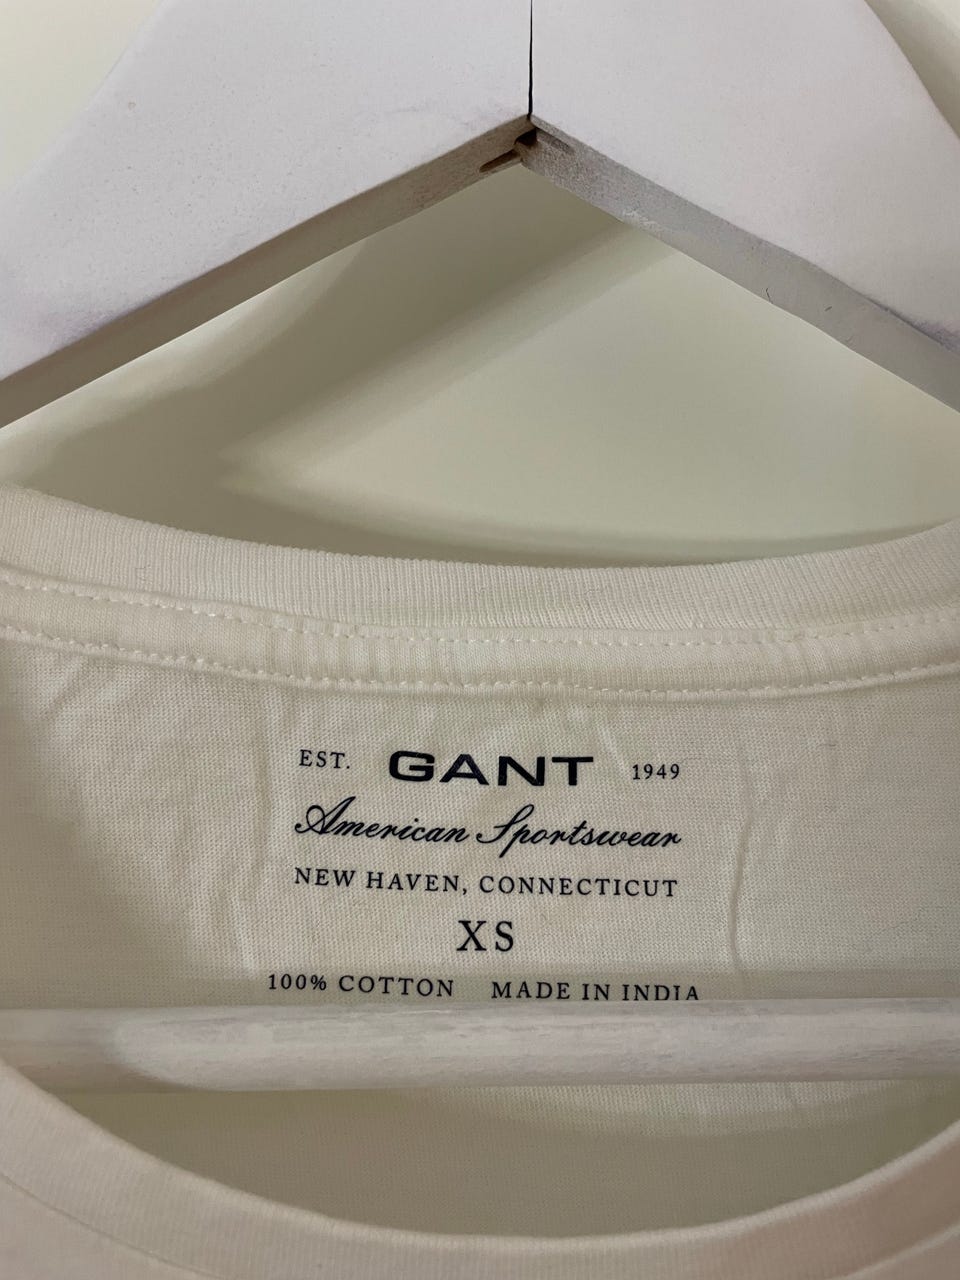 EST. GANT 1949
American Sportswear
NEW HAVEN, CONNECTICUT
XS
100% COTTON MADE IN INDIA